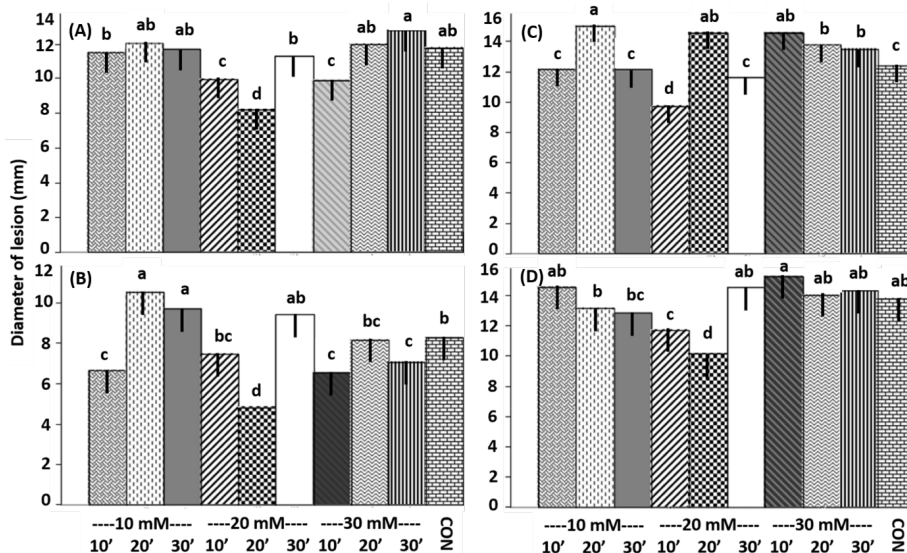 Diameter of lesion (mm)
(A)
14
12
10
8
6
4
2
0
b ab ab c d b c ab a ab
(C)
16
14
12
10
8
6
4
2
0
c a c d ab c ab b b c
(B)
12
10
8
6
4
2
0
c a a bc d ab c bc c b
(D)
16
14
12
10
8
6
4
2
0
ab b bc c d ab a ab ab ab
----10 mM---- ----20 mM---- ----30 mM---- CON
10’ 20’ 30’ 10’ 20’ 30’ 10’ 20’ 30’
----10 mM---- ----20 mM---- ----30 mM---- CON
10’ 20’ 30’ 10’ 20’ 30’ 10’ 20’ 30’